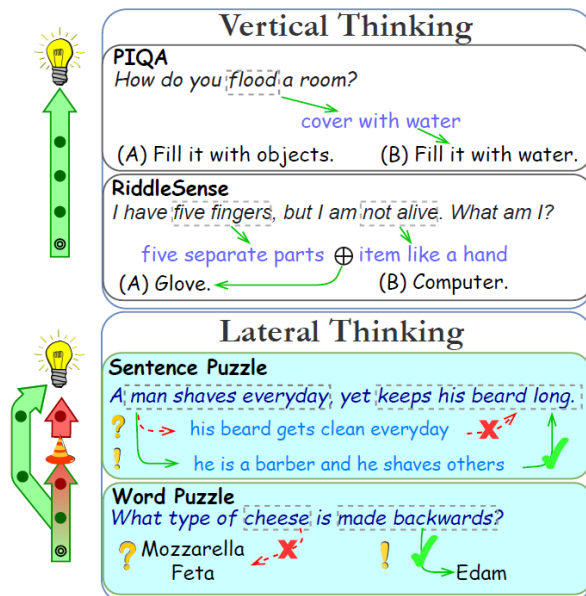 Vertical Thinking
PIQA
How do you flood a room?
cover with water
(A) Fill it with objects. (B) Fill it with water.
RiddleSense
I have five fingers, but I am not alive. What am I?
five separate parts ⊕ item like a hand
(A) Glove. (B) Computer.
Lateral Thinking
Sentence Puzzle
A man shaves everyday, yet keeps his beard long.
? his beard gets clean everyday
! he is a barber and he shaves others
Word Puzzle
What type of cheese is made backwards?
? Mozzarella !
Feta Edam